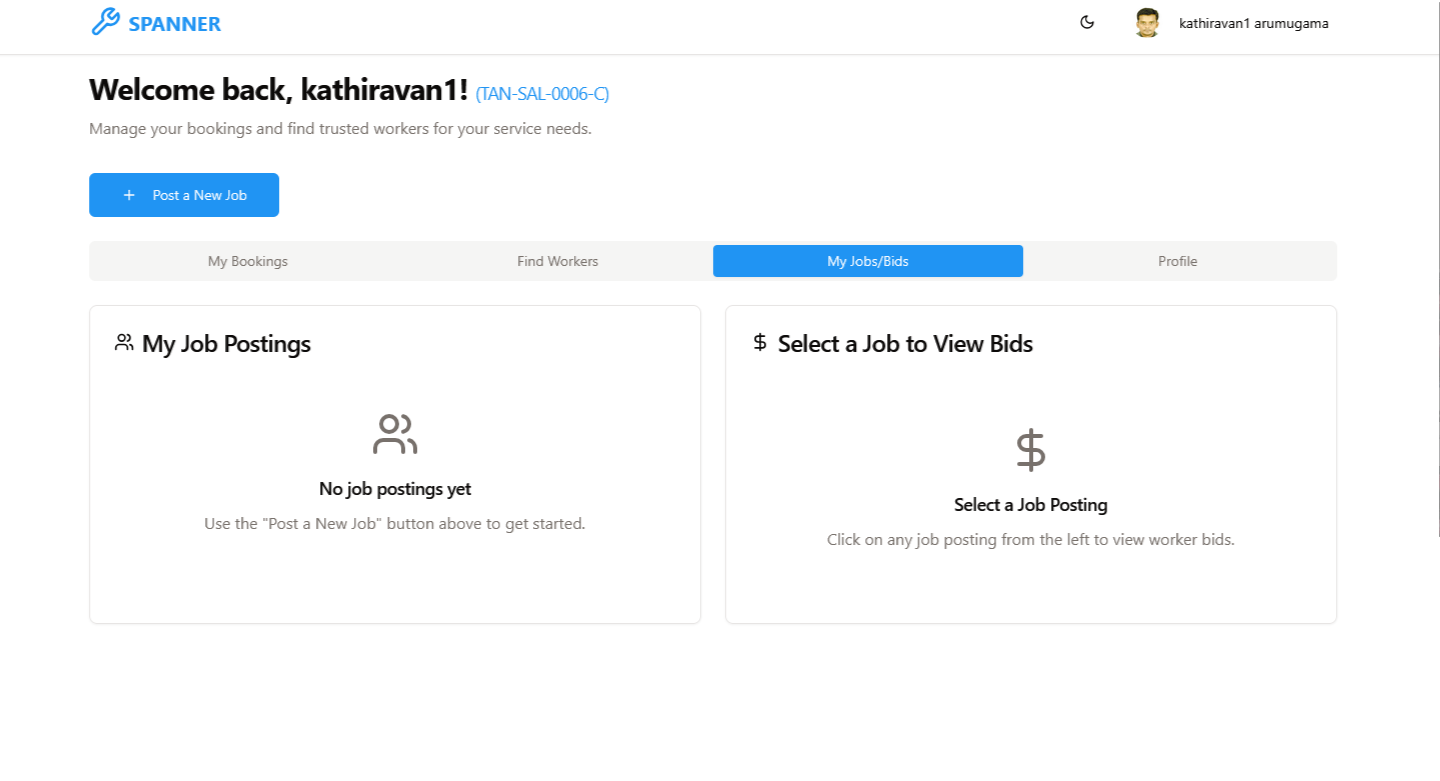 SPANNER
kathiravan1 arumugama
Welcome back, kathiravan1! (TAN-SAL-0006-C)
Manage your bookings and find trusted workers for your service needs.
+ Post a New Job
My Bookings
Find Workers
My Jobs/Bids
Profile
My Job Postings
No job postings yet
Use the "Post a New Job" button above to get started.
$ Select a Job to View Bids
$
Select a Job Posting
Click on any job posting from the left to view worker bids.